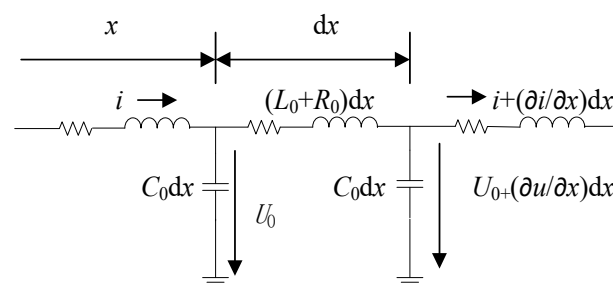 x dx
i (L₀+R₀)dx i+(∂i/∂x)dx
C₀dx C₀dx U₀₊(∂u/∂x)dx
U₀